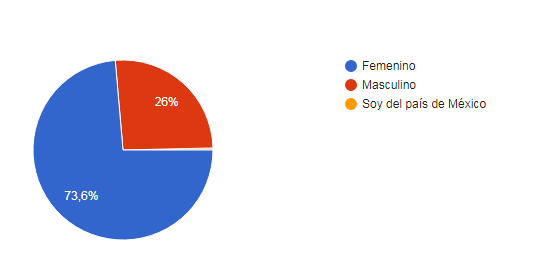 Femenino
Masculino
Soy del país de México
26%
73,6%